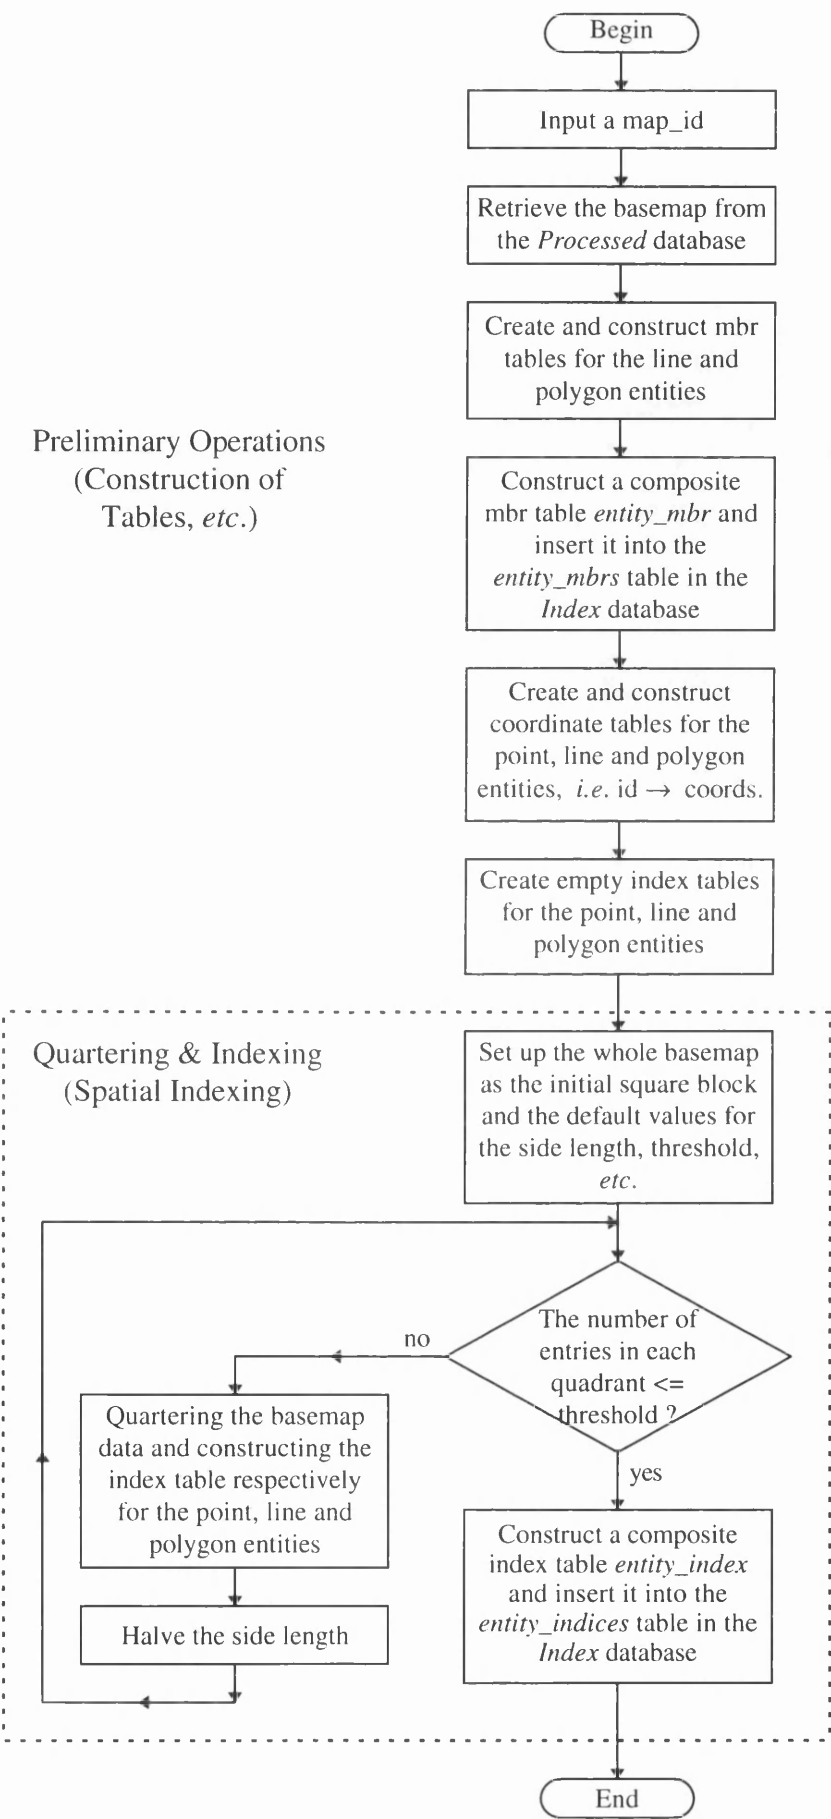 Begin
Input a map_id
Retrieve the basemap from
the Processed database
Create and construct mbr
tables for the line and
polygon entities
Preliminary Operations
(Construction of
Tables, etc.)
Construct a composite
mbr table entity_mbr and
insert it into the
entity_mbrs table in the
Index database
Create and construct
coordinate tables for the
point, line and polygon
entities, i.e. id → coords.
Create empty index tables
for the point, line and
polygon entities
Quartering & Indexing
(Spatial Indexing)
Set up the whole basemap
as the initial square block
and the default values for
the side length, threshold,
etc.
The number of
entries in each
quadrant <=
threshold ?
no
Quartering the basemap
data and constructing the
index table respectively
for the point, line and
polygon entities
Halve the side length
yes
Construct a composite
index table entity_index
and insert it into the
entity_indices table in the
Index database
End